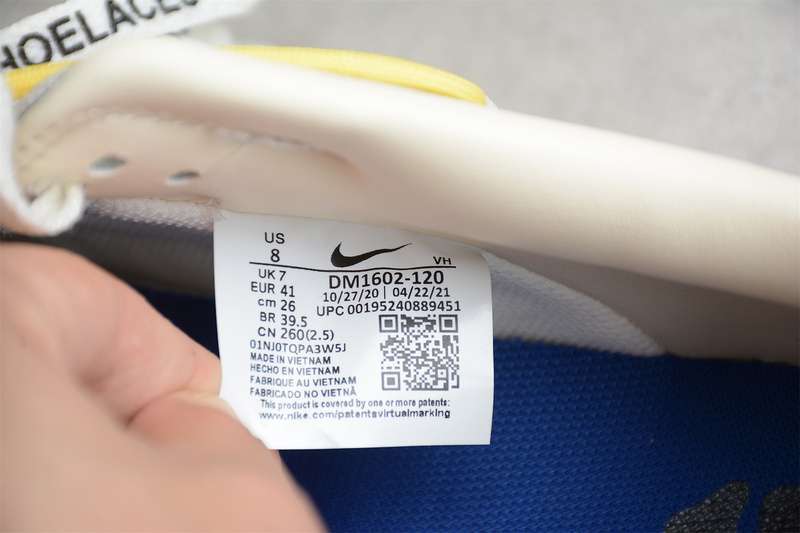 HOELACES
US
8
VH
UK 7
DM1602-120
EUR 41
10/27/20 | 04/22/21
cm 26
UPC 00195240889451
BR 39.5
CN 260(2.5)
01NJ0TQPA3W5J
MADE IN VIETNAM
HECHO EN VIETNAM
FABRIQUE AU VIETNAM
FABRICADO NO VIETNÃ
This product is covered by one or more patents:
www.nike.com/patentsvirtualmarking